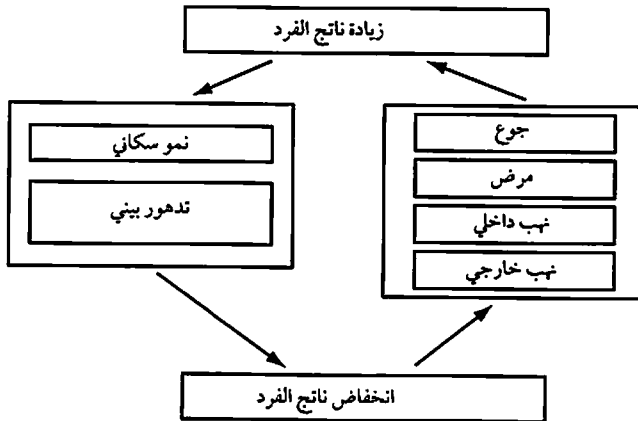 زيادة ناتج الفرد
جوع
مرض
نهب داخلي
نهب خارجي
نمو سكاني
تدهور بيئي
انخفاض ناتج الفرد